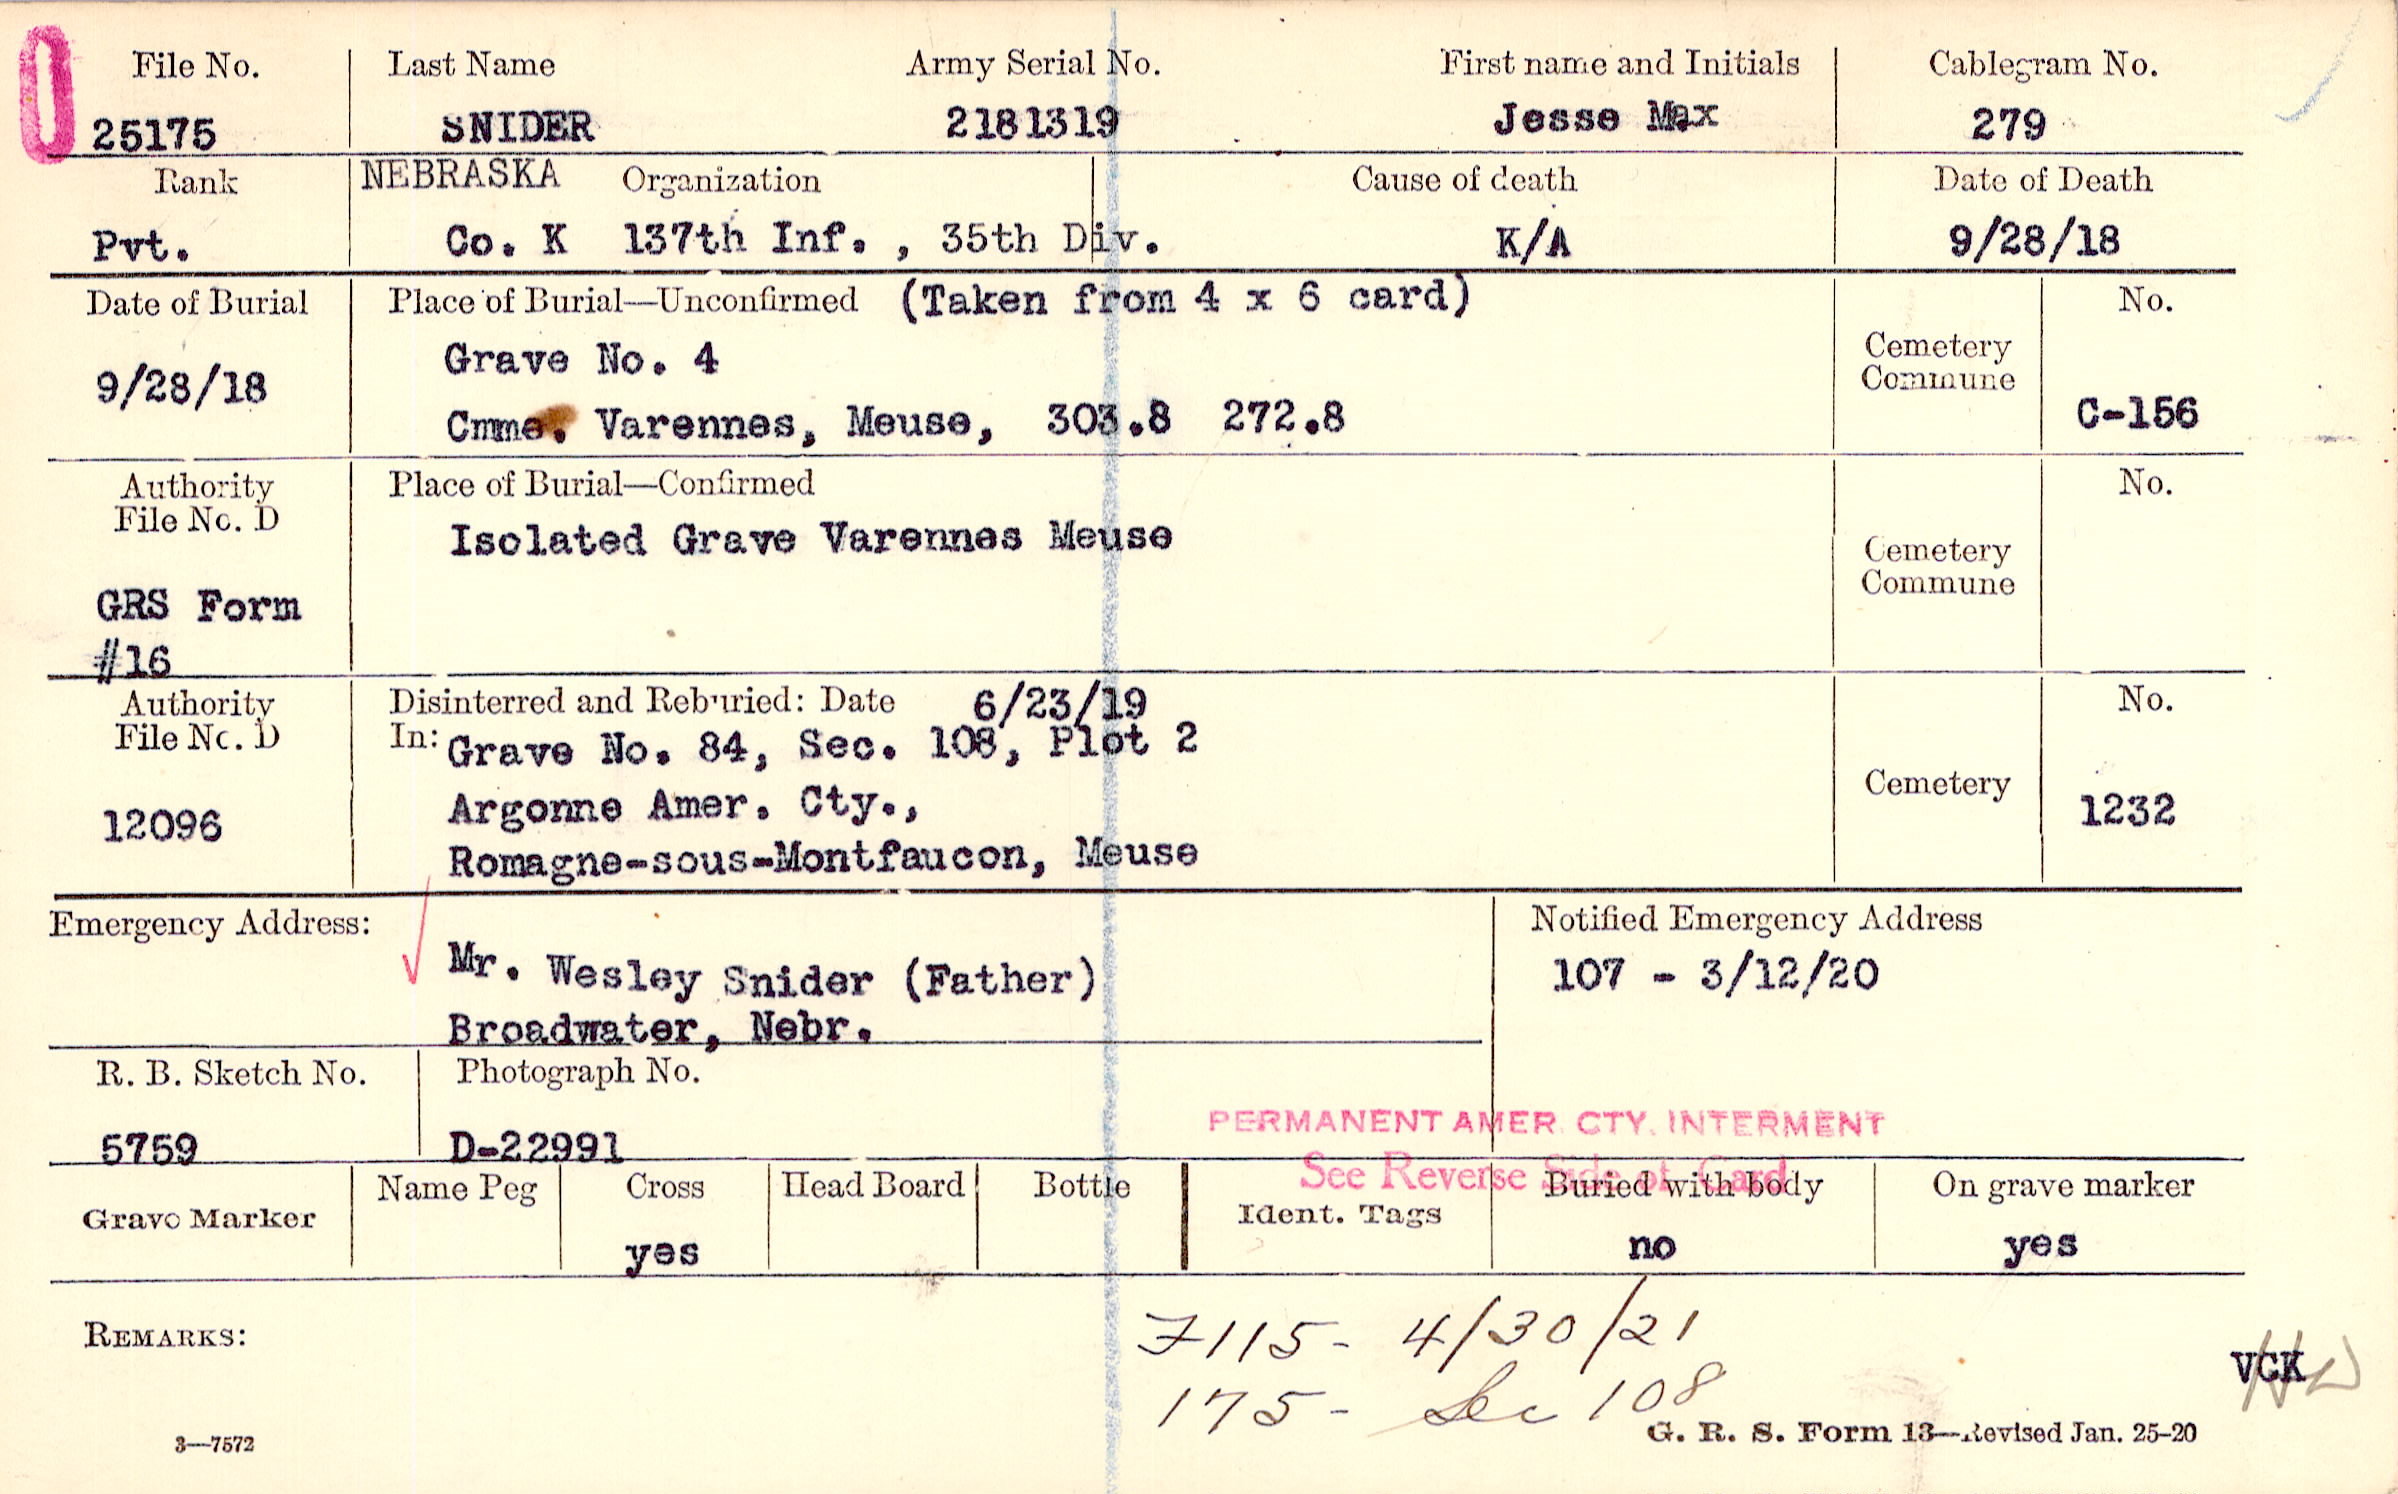 File No. Last Name Army Serial No. First name and Initials Cablegram No.
25175 SNIDER 2181319 Jesse Max 279
Rank NEBRASKA Organization Cause of death Date of Death
Pvt. Co. K 137th Inf. , 35th Div. K/A 9/28/18
Date of Burial Place of Burial—Unconfirmed (Taken from 4 x 6 card) No.
Grave No. 4 Cemetery
9/28/18 Commune
Cmme. Varennes, Meuse, 303.8 272.8 C-156
Authority Place of Burial—Confirmed No.
File No. D
Isolated Grave Varennes Meuse Cemetery
Commune
GRS Form
#16
Authority Disinterred and Reburied: Date 6/23/19 No.
File No. D In: Grave No. 84, Sec. 108, Plot 2
Cemetery
12096 Argonne Amer. Cty., 1232
Romagne-sous-Montfaucon, Meuse
Emergency Address: Notified Emergency Address
Mr. Wesley Snider (Father) 107 - 3/12/20
Broadwater, Nebr.
R. B. Sketch No. Photograph No.
PERMANENT AMER. CTY. INTERMENT
5759 D-22991
See Reverse Side of Card
Name Peg Cross Head Board Bottle Buried with body On grave marker
Grave Marker Ident. Tags
yes no yes
REMARKS: 7115- 4/30/21
VCK
175- Sec 108
3—7572 G. R. S. Form 13—Revised Jan. 25-20